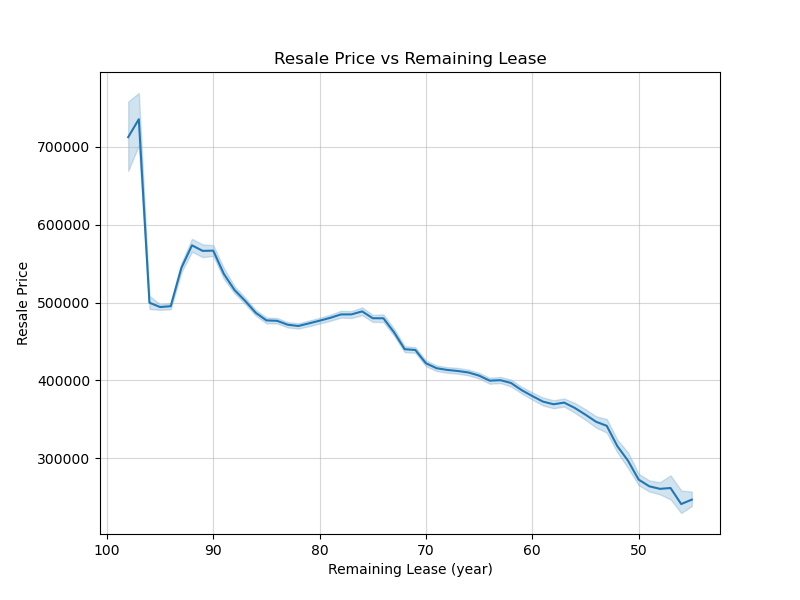 Resale Price vs Remaining Lease
700000
600000
500000
400000
300000
Resale Price
100 90 80 70 60 50
Remaining Lease (year)